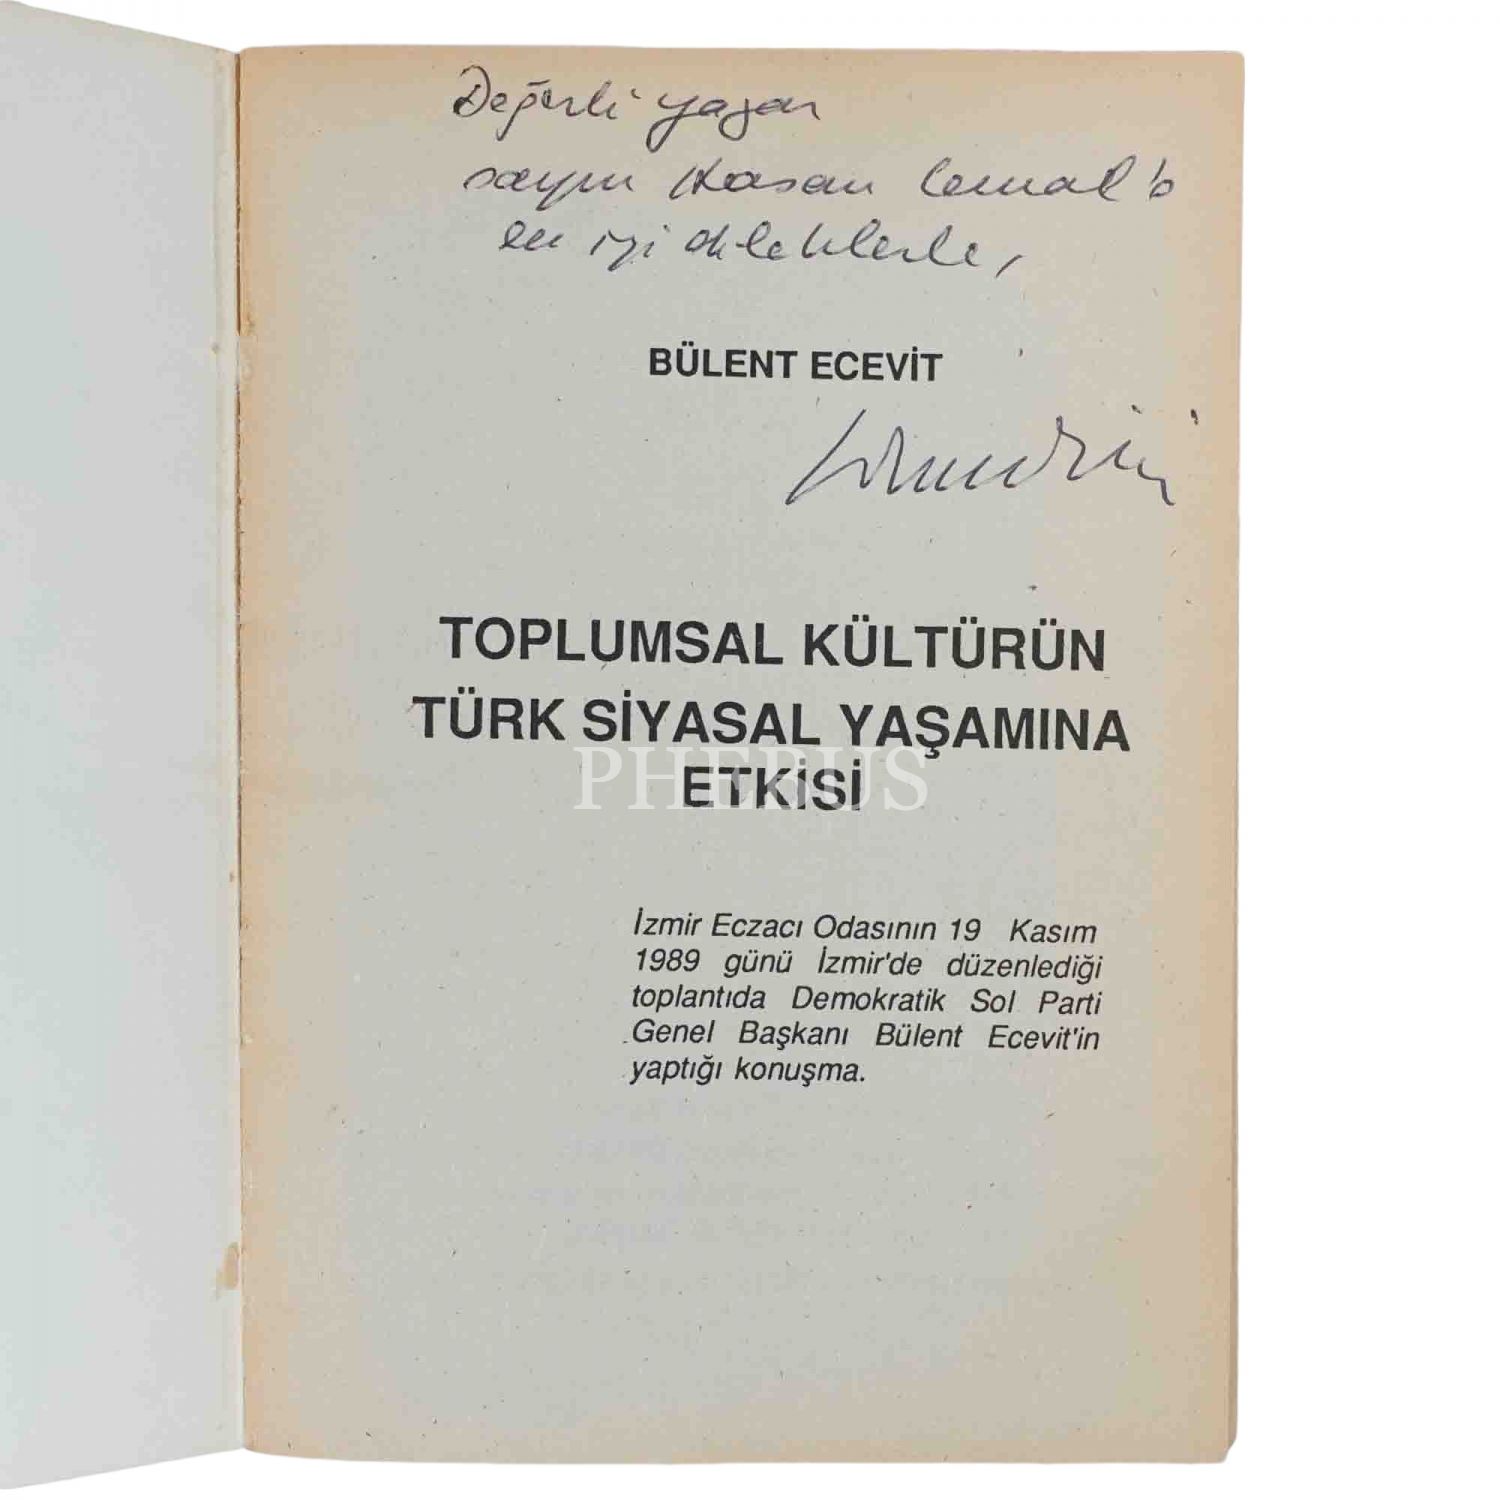 Değerli yazar
sayın Hasan Cemal'e
en iyi dileklerle,
BÜLENT ECEVİT
TOPLUMSAL KÜLTÜRÜN
TÜRK SİYASAL YAŞAMINA
PHEBUS
ETKİSİ
İzmir Eczacı Odasının 19 Kasım
1989 günü İzmir'de düzenlediği
toplantıda Demokratik Sol Parti
Genel Başkanı Bülent Ecevit'in
yaptığı konuşma.